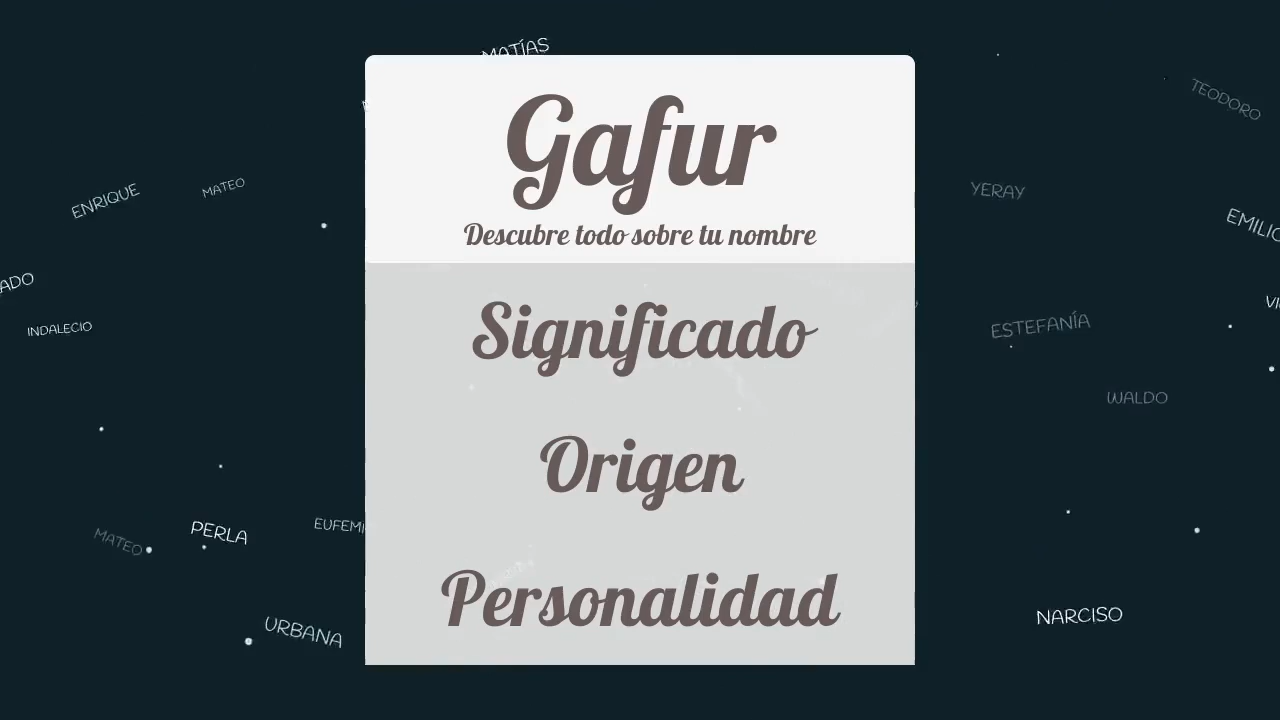 MATÍAS
Gafur
Descubre todo sobre tu nombre
Significado
Origen
Personalidad
ENRIQUE
MATEO
INDALECIO
MATEO
PERLA
URBANA
TEODORO
YERAY
ESTEFANÍA
WALDO
NARCISO